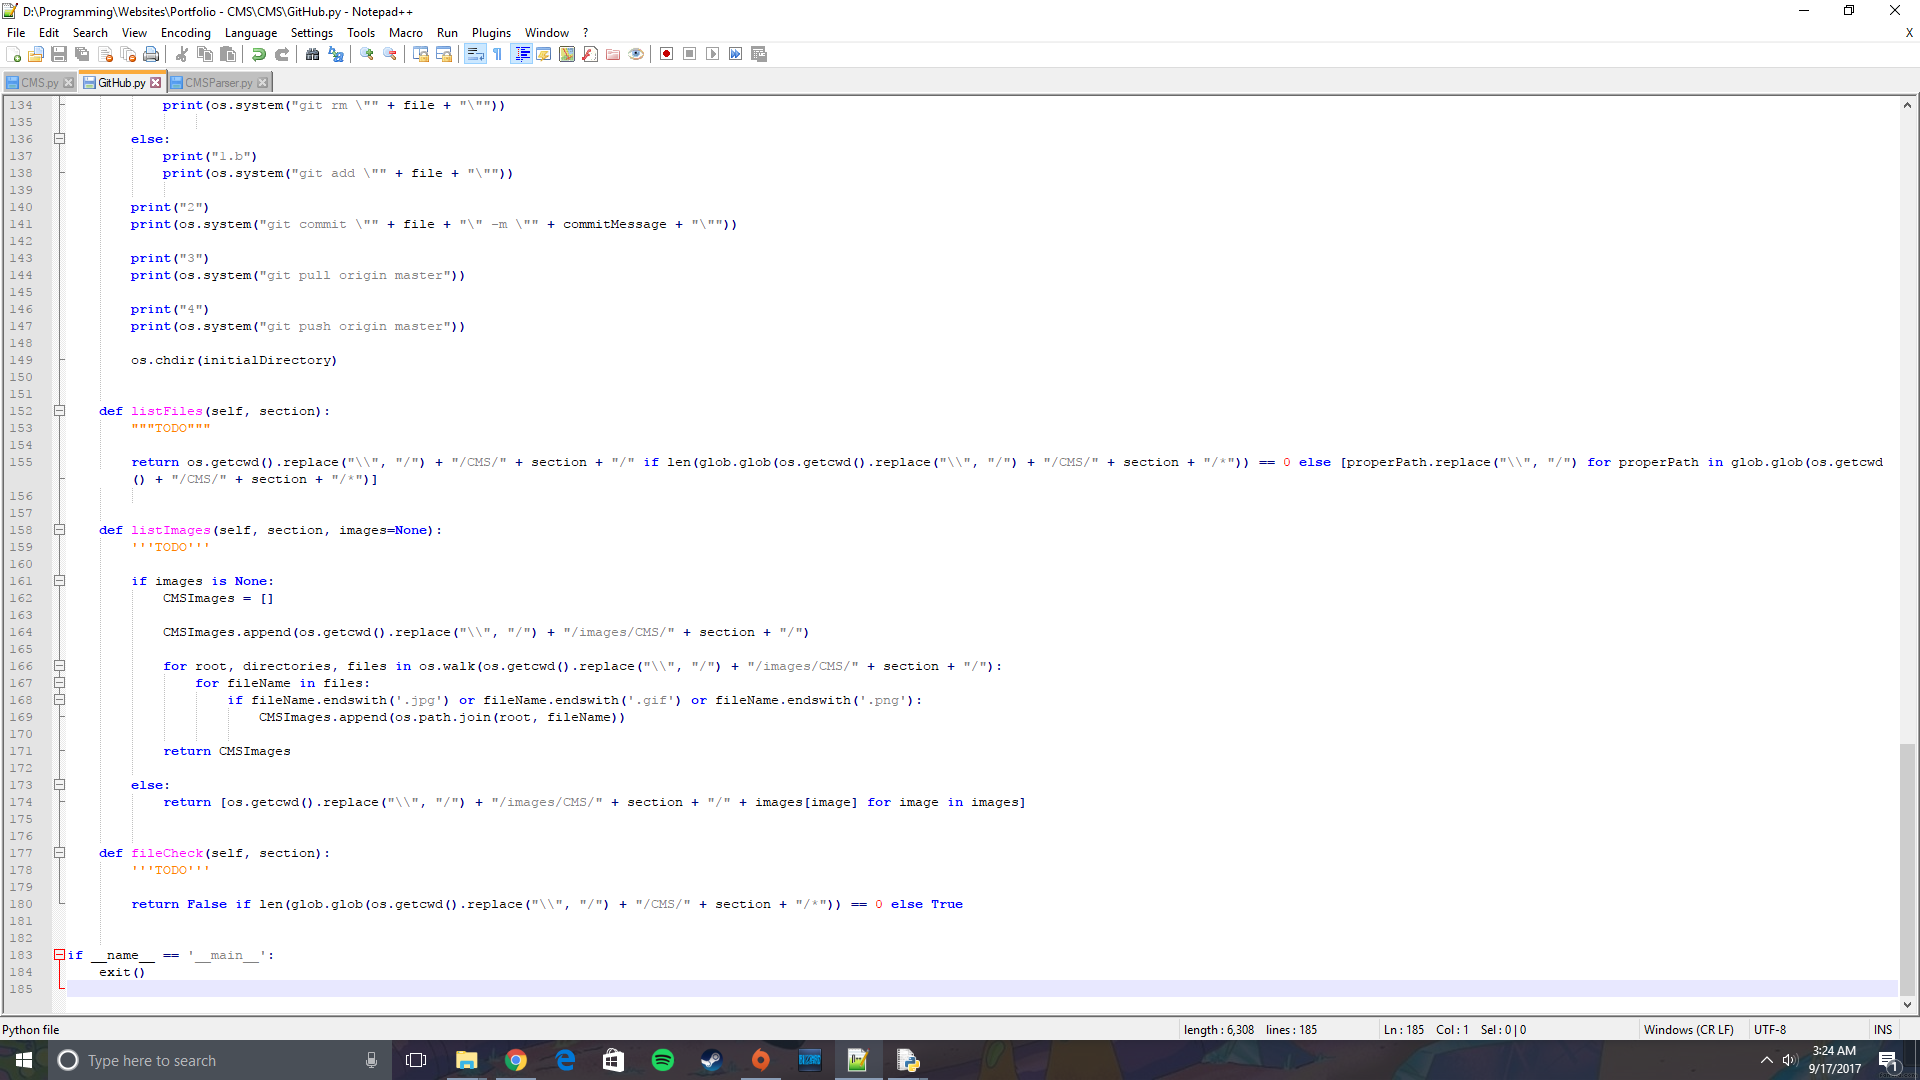 D:\Programming\Websites\Portfolio - CMS\CMS\GitHub.py - Notepad++
File Edit Search View Encoding Language Settings Tools Macro Run Plugins Window ? X
CMS.py GitHub.py CMSParser.py
134 print(os.system("git rm \"" + file + "\""))
135
136 else:
137 print("1.b")
138 print(os.system("git add \"" + file + "\""))
139
140 print("2")
141 print(os.system("git commit \"" + file + "\" -m \"" + commitMessage + "\""))
142
143 print("3")
144 print(os.system("git pull origin master"))
145
146 print("4")
147 print(os.system("git push origin master"))
148
149 os.chdir(initialDirectory)
150
151
152 def listFiles(self, section):
153 """TODO"""
154
155 return os.getcwd().replace("\\", "/") + "/CMS/" + section + "/" if len(glob.glob(os.getcwd().replace("\\", "/") + "/CMS/" + section + "/*")) == 0 else [properPath.replace("\\", "/") for properPath in glob.glob(os.getcwd
() + "/CMS/" + section + "/*")]
156
157
158 def listImages(self, section, images=None):
159 '''TODO'''
160
161 if images is None:
162 CMSImages = []
163
164 CMSImages.append(os.getcwd().replace("\\", "/") + "/images/CMS/" + section + "/")
165
166 for root, directories, files in os.walk(os.getcwd().replace("\\", "/") + "/images/CMS/" + section + "/"):
167 for fileName in files:
168 if fileName.endswith('.jpg') or fileName.endswith('.gif') or fileName.endswith('.png'):
169 CMSImages.append(os.path.join(root, fileName))
170
171 return CMSImages
172
173 else:
174 return [os.getcwd().replace("\\", "/") + "/images/CMS/" + section + "/" + images[image] for image in images]
175
176
177 def fileCheck(self, section):
178 '''TODO'''
179
180 return False if len(glob.glob(os.getcwd().replace("\\", "/") + "/CMS/" + section + "/*")) == 0 else True
181
182
183 if __name__ == '__main__':
184 exit()
185
Python file length : 6,308 lines : 185 Ln : 185 Col : 1 Sel : 0 | 0 Windows (CR LF) UTF-8 INS
Type here to search
3:24 AM
9/17/2017
1